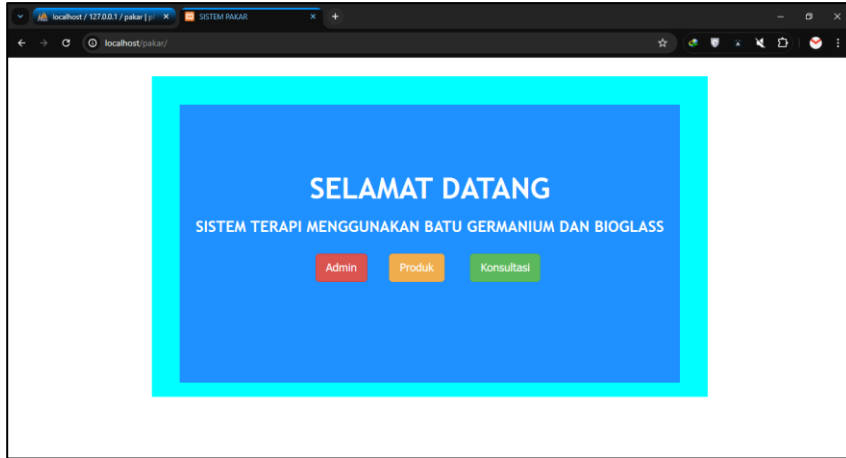 localhost / 127.0.0.1 / pakar | pl
SISTEM PAKAR
localhost/pakar/
SELAMAT DATANG
SISTEM TERAPI MENGGUNAKAN BATU GERMANIUM DAN BIOGLASS
Admin Produk Konsultasi